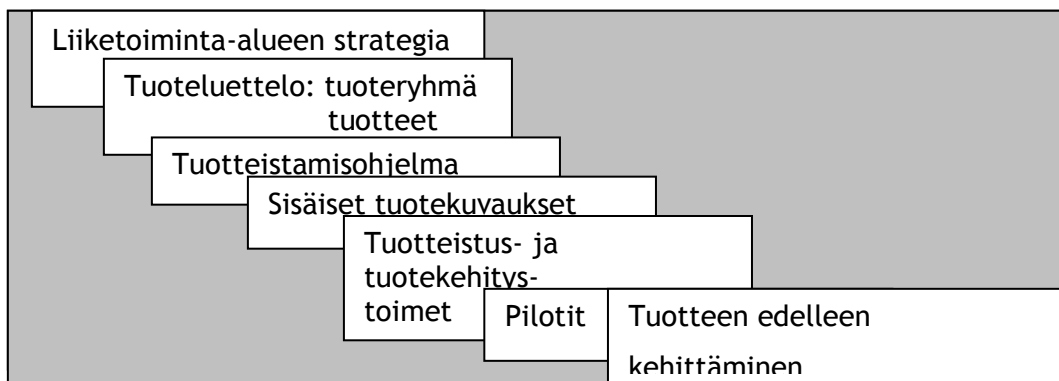 Liiketoiminta-alueen strategia
Tuoteluettelo: tuoteryhmä
tuotteet
Tuotteistamisohjelma
Sisäiset tuotekuvaukset
Tuotteistus- ja
tuotekehitys-
toimet
Pilotit
Tuotteen edelleen
kehittäminen